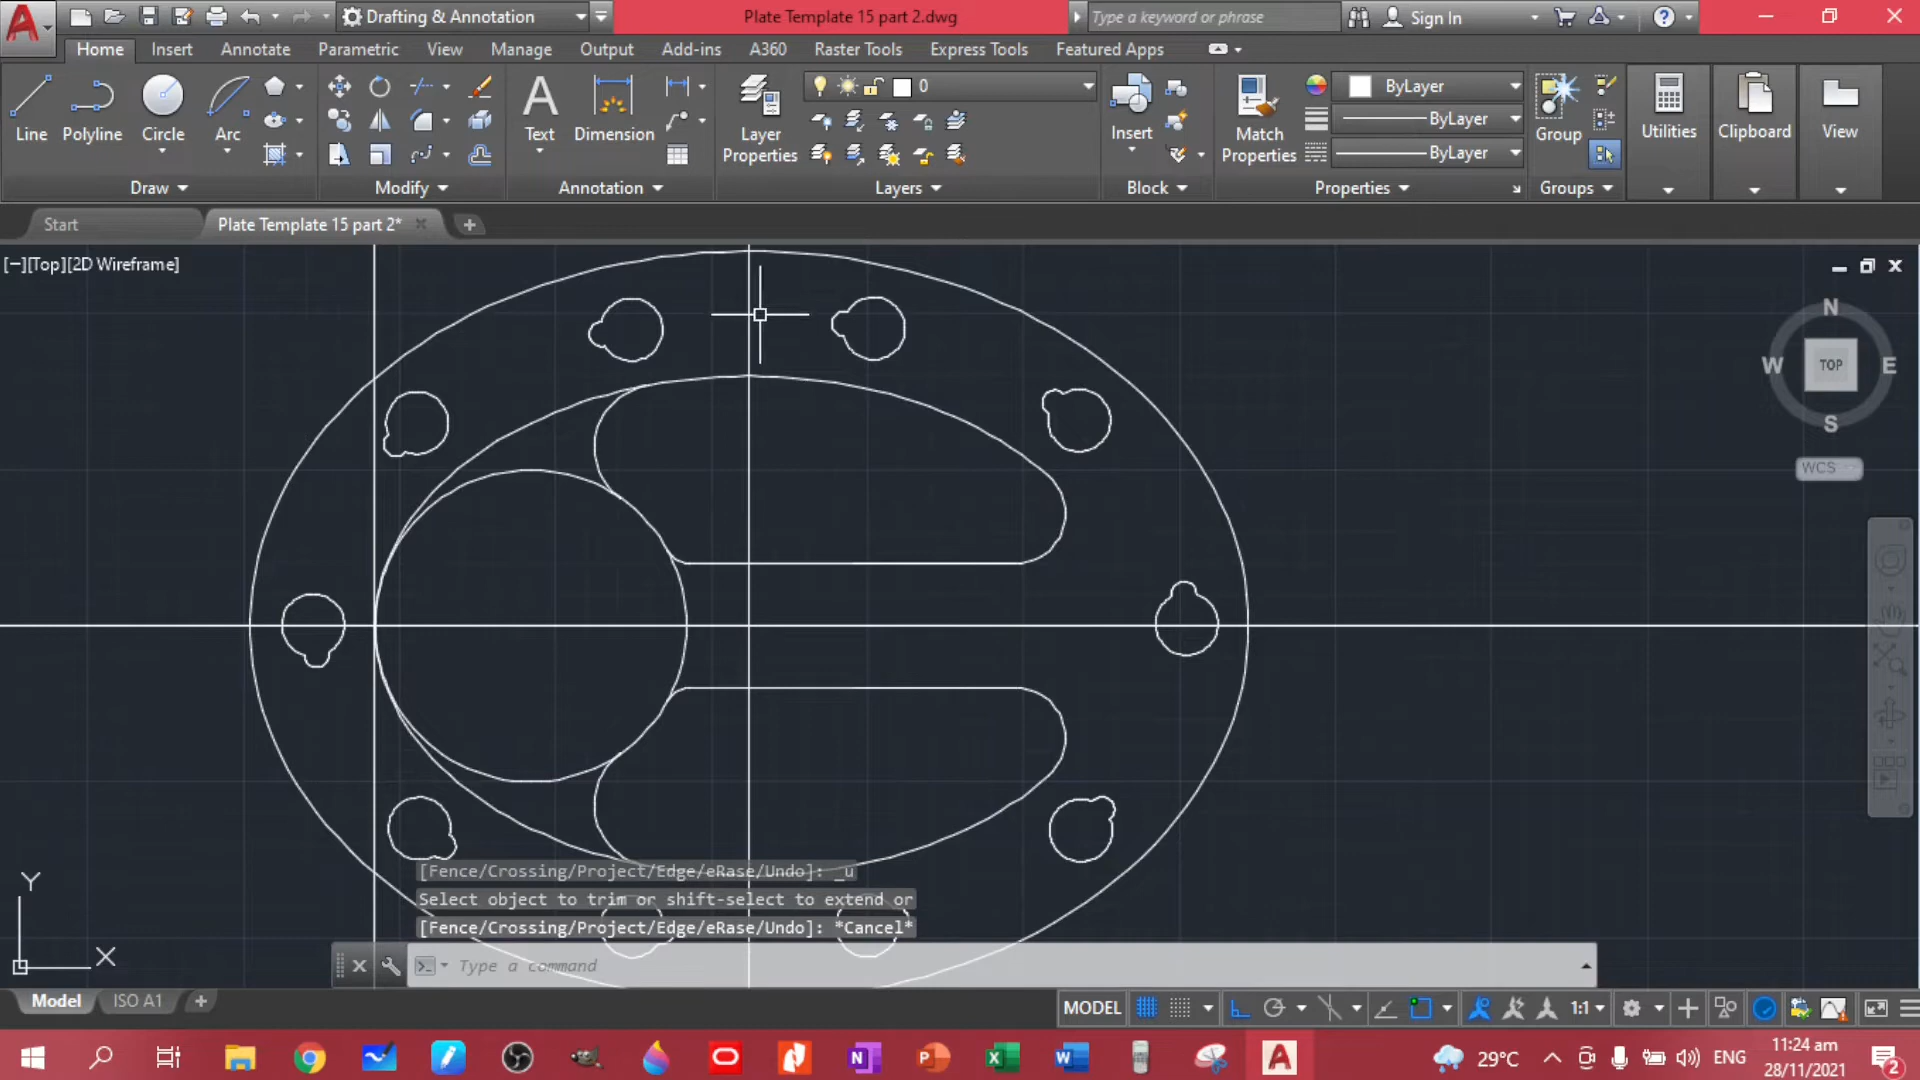 Drafting & Annotation
Plate Template 15 part 2.dwg
Type a keyword or phrase
Sign In
Home
Insert
Annotate
Parametric
View
Manage
Output
Add-ins
A360
Raster Tools
Express Tools
Featured Apps
Line
Polyline
Circle
Arc
Text
Dimension
Layer
Properties
0
Insert
Match
Properties
ByLayer
ByLayer
ByLayer
Group
Utilities
Clipboard
View
Draw
Modify
Annotation
Layers
Block
Properties
Groups
Start
Plate Template 15 part 2*
[−][Top][2D Wireframe]
N
W
TOP
E
S
WCS
Y
X
[Fence/Crossing/Project/Edge/eRase/Undo]: _u
Select object to trim or shift-select to extend or
[Fence/Crossing/Project/Edge/eRase/Undo]: *Cancel*
Type a command
Model
ISO A1
MODEL
1:1
29°C
ENG
11:24 am
28/11/2021
2